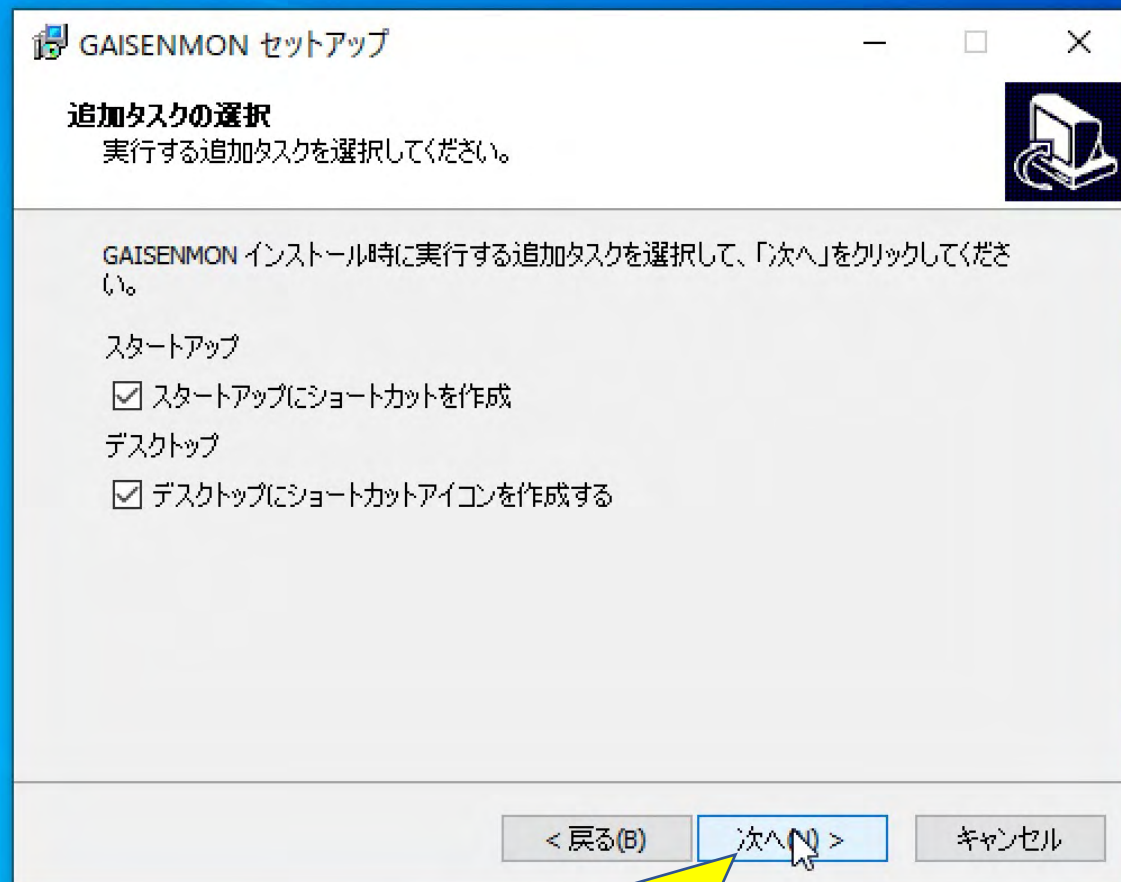 GAISENMON セットアップ
追加タスクの選択
実行する追加タスクを選択してください。
GAISENMON インストール時に実行する追加タスクを選択して、「次へ」をクリックしてくださ
い。
スタートアップ
スタートアップにショートカットを作成
デスクトップ
デスクトップにショートカットアイコンを作成する
< 戻る(B)
次へ(N) >
キャンセル